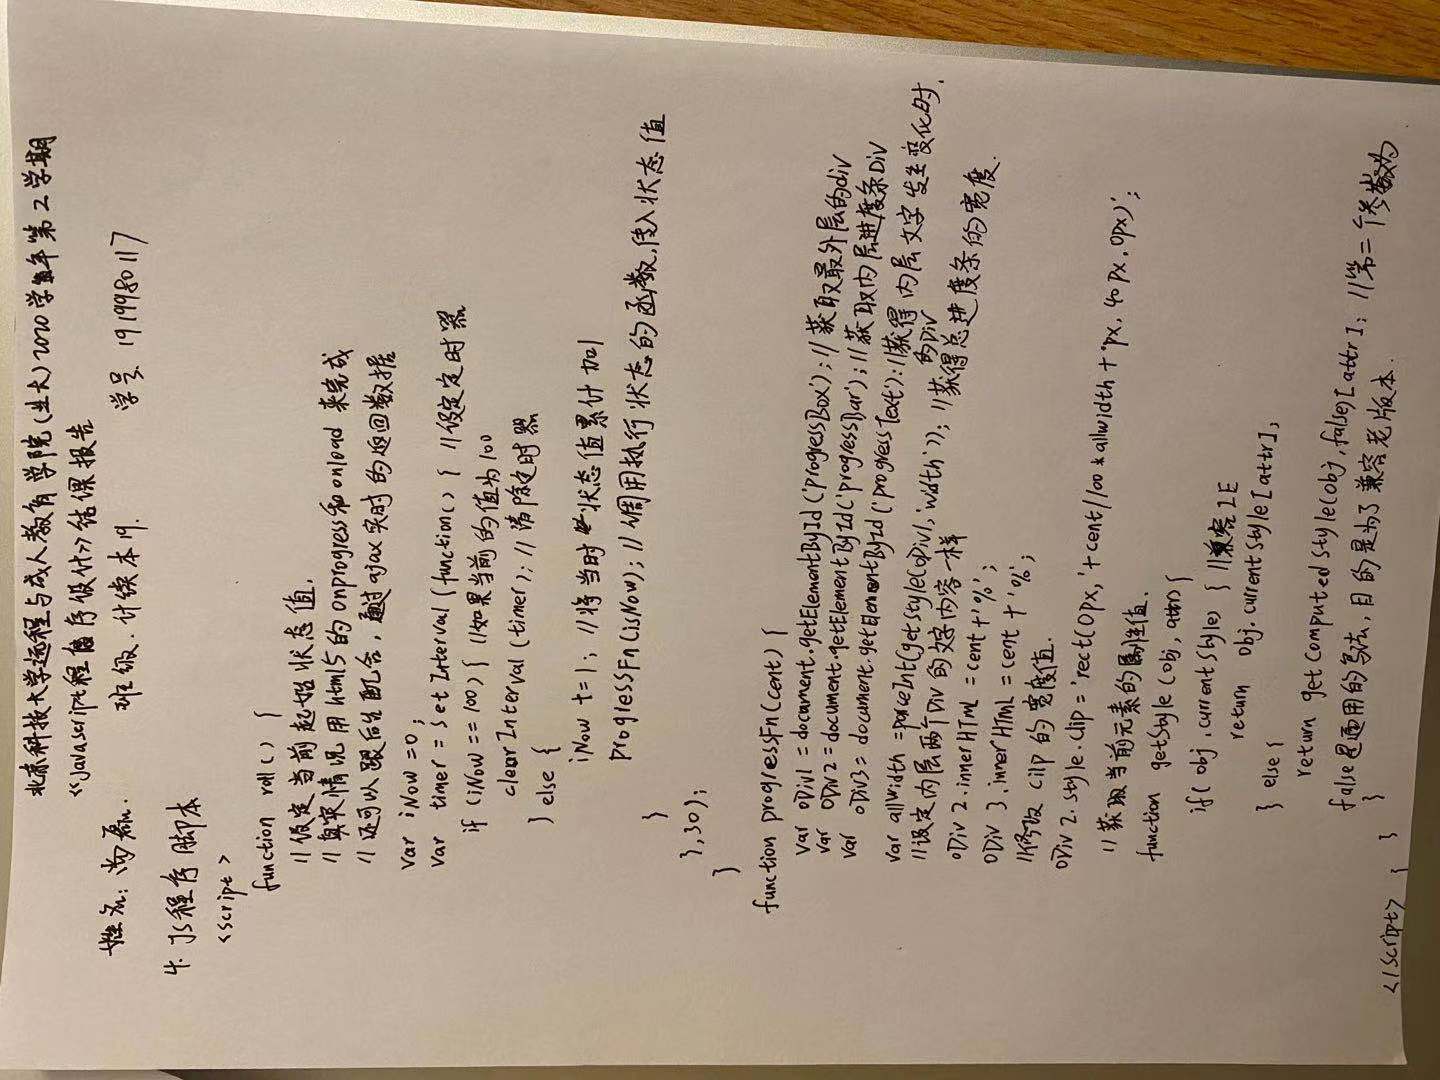 北京科技大学远程与成人教育学院(业大)2020学年第2学期
<<Javascript程序设计>>结课报告
姓名:尚磊. 班级.计续本19. 学号 1919980117
4. JS程序脚本
<script>
function roll() {
//假定当前起始状态值.
//真实情况用html5的onprogress和onload来完成
//还可以跟后台配合,通过ajax实时的返回数据
var iNow =0;
var timer = setInterval (function() { //设定定时器
if (iNow == 100) { //如果当前的值为100
clearInterval (timer); //清除定时器
} else {
iNow t=1; //将当时状态值累计加1
progressFn(isNow); //调用执行状态的函数,传入状态值
}
},30);
}
function progressFn(cent) {
var oDiv1 = document.getElementById('progressBox'); //获取最外层的div
var oDiv2 = document.getElementById('progressBar'); //获取内层进度条Div
var oDiv3= document.getElementById('progressText'): //获得内层文字发生变化时,
的Div
var allwidth =parseInt(getStyle(oDiv1,'width')); //获得总进度条的宽度.
//设定内层两个Div的文字内容一样
oDiv 2.innerHTml =cent+'%';
oDiv 3.innerHTml = cent +'%';
//修改cilp的宽度值.
oDiv2.style.clip ='rect(0px,'+cent/100*allwidth+'px,40px,0px)';
//获取当前元素的属性值.
function getStyle (obj, attr) {
if( obj .currentStyle) { //兼容IE
return obj.currentStyle[attr],
} else {
return getComputedStyle(obj,false)[attr]; //第二个参数为
false是通用的写法,目的是为了兼容老版本.
}
}
</script> }